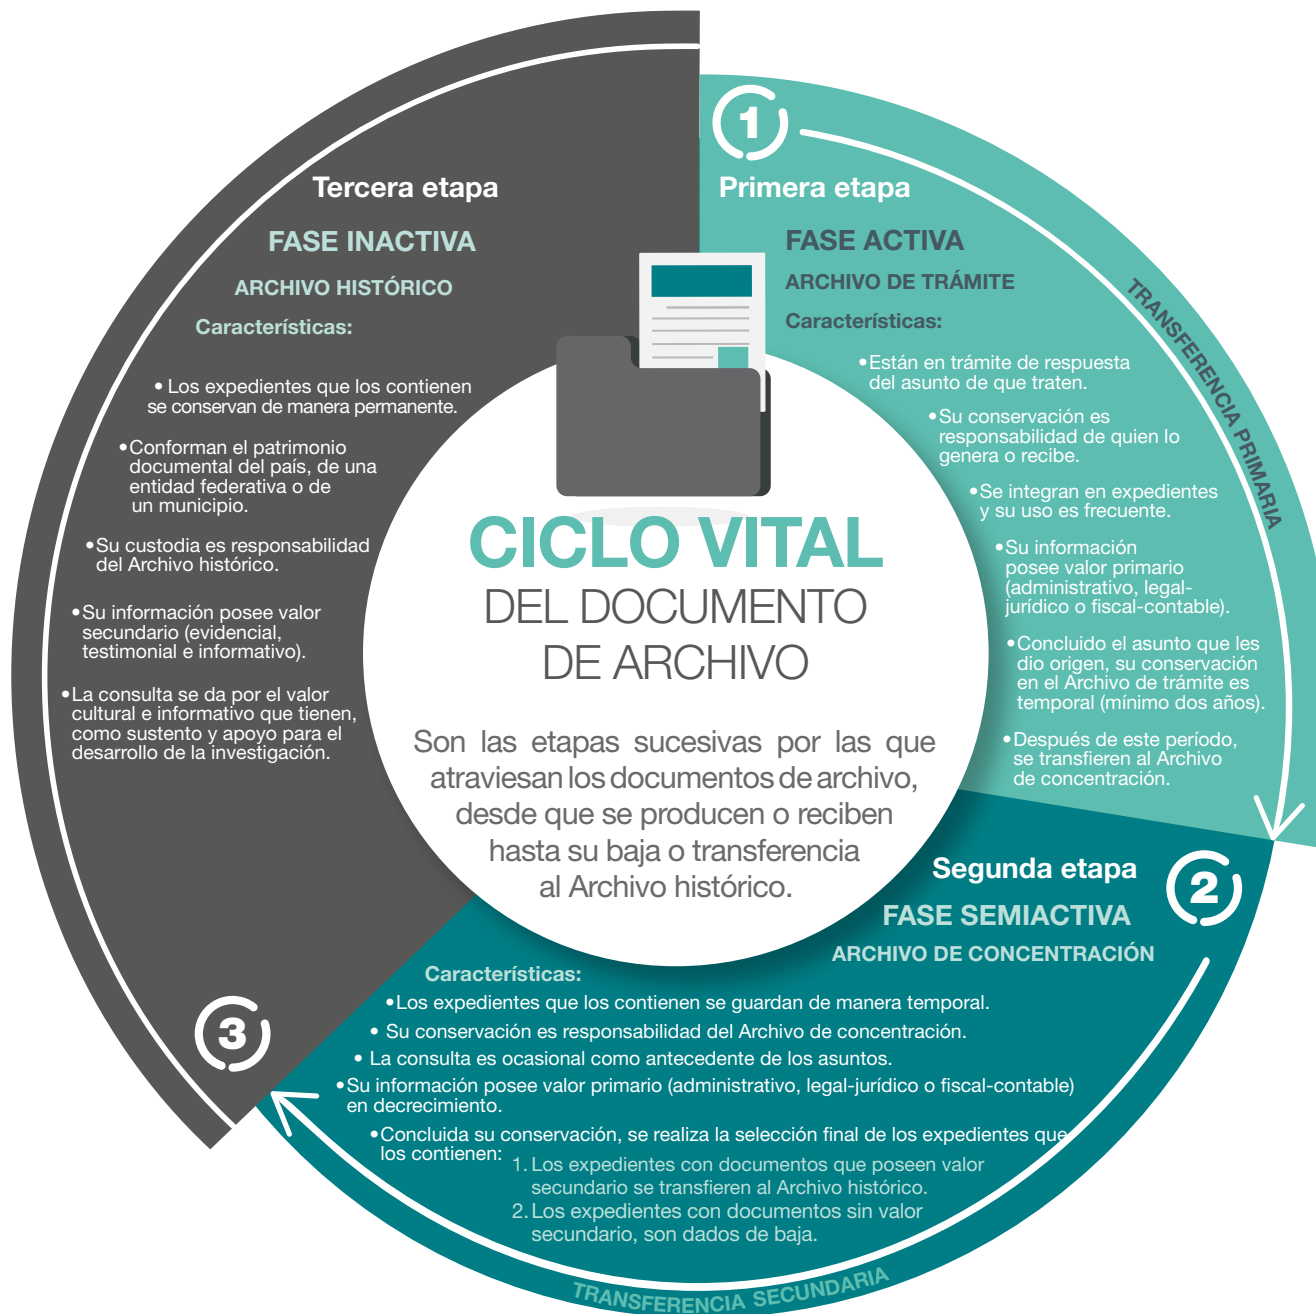 CICLO VITAL
DEL DOCUMENTO
DE ARCHIVO
Son las etapas sucesivas por las que
atraviesan los documentos de archivo,
desde que se producen o reciben
hasta su baja o transferencia
al Archivo histórico.
1
Primera etapa
FASE ACTIVA
ARCHIVO DE TRÁMITE
Características:
•Están en trámite de respuesta
del asunto de que traten.
•Su conservación es
responsabilidad de quien lo
genera o recibe.
•Se integran en expedientes
y su uso es frecuente.
•Su información
posee valor primario
(administrativo, legal-
jurídico o fiscal-contable).
•Concluido el asunto que les
dio origen, su conservación
en el Archivo de trámite es
temporal (mínimo dos años).
•Después de este período,
se transfieren al Archivo
de concentración.
TRANSFERENCIA PRIMARIA
2
Segunda etapa
FASE SEMIACTIVA
ARCHIVO DE CONCENTRACIÓN
Características:
•Los expedientes que los contienen se guardan de manera temporal.
• Su conservación es responsabilidad del Archivo de concentración.
• La consulta es ocasional como antecedente de los asuntos.
•Su información posee valor primario (administrativo, legal-jurídico o fiscal-contable)
en decrecimiento.
•Concluida su conservación, se realiza la selección final de los expedientes que
los contienen:
1. Los expedientes con documentos que poseen valor
secundario se transfieren al Archivo histórico.
2. Los expedientes con documentos sin valor
secundario, son dados de baja.
TRANSFERENCIA SECUNDARIA
3
Tercera etapa
FASE INACTIVA
ARCHIVO HISTÓRICO
Características:
• Los expedientes que los contienen
se conservan de manera permanente.
•Conforman el patrimonio
documental del país, de una
entidad federativa o de
un municipio.
•Su custodia es responsabilidad
del Archivo histórico.
•Su información posee valor
secundario (evidencial,
testimonial e informativo).
•La consulta se da por el valor
cultural e informativo que tienen,
como sustento y apoyo para el
desarrollo de la investigación.